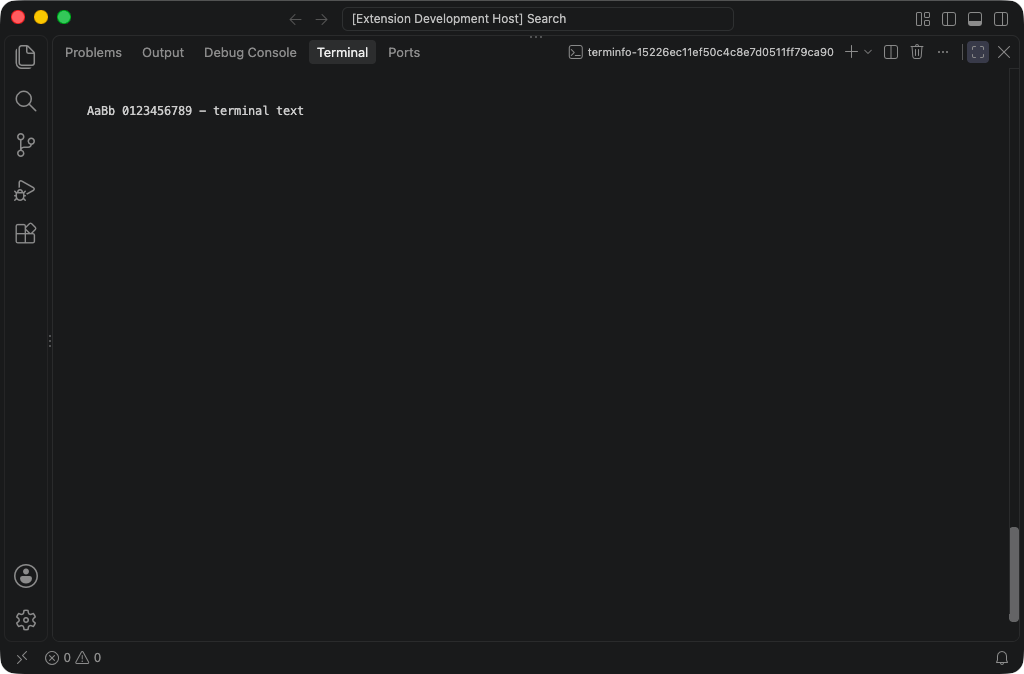 [Extension Development Host] Search
Problems Output Debug Console Terminal Ports terminfo-15226ec11ef50c4c8e7d0511ff79ca90
AaBb 0123456789 – terminal text
0 0